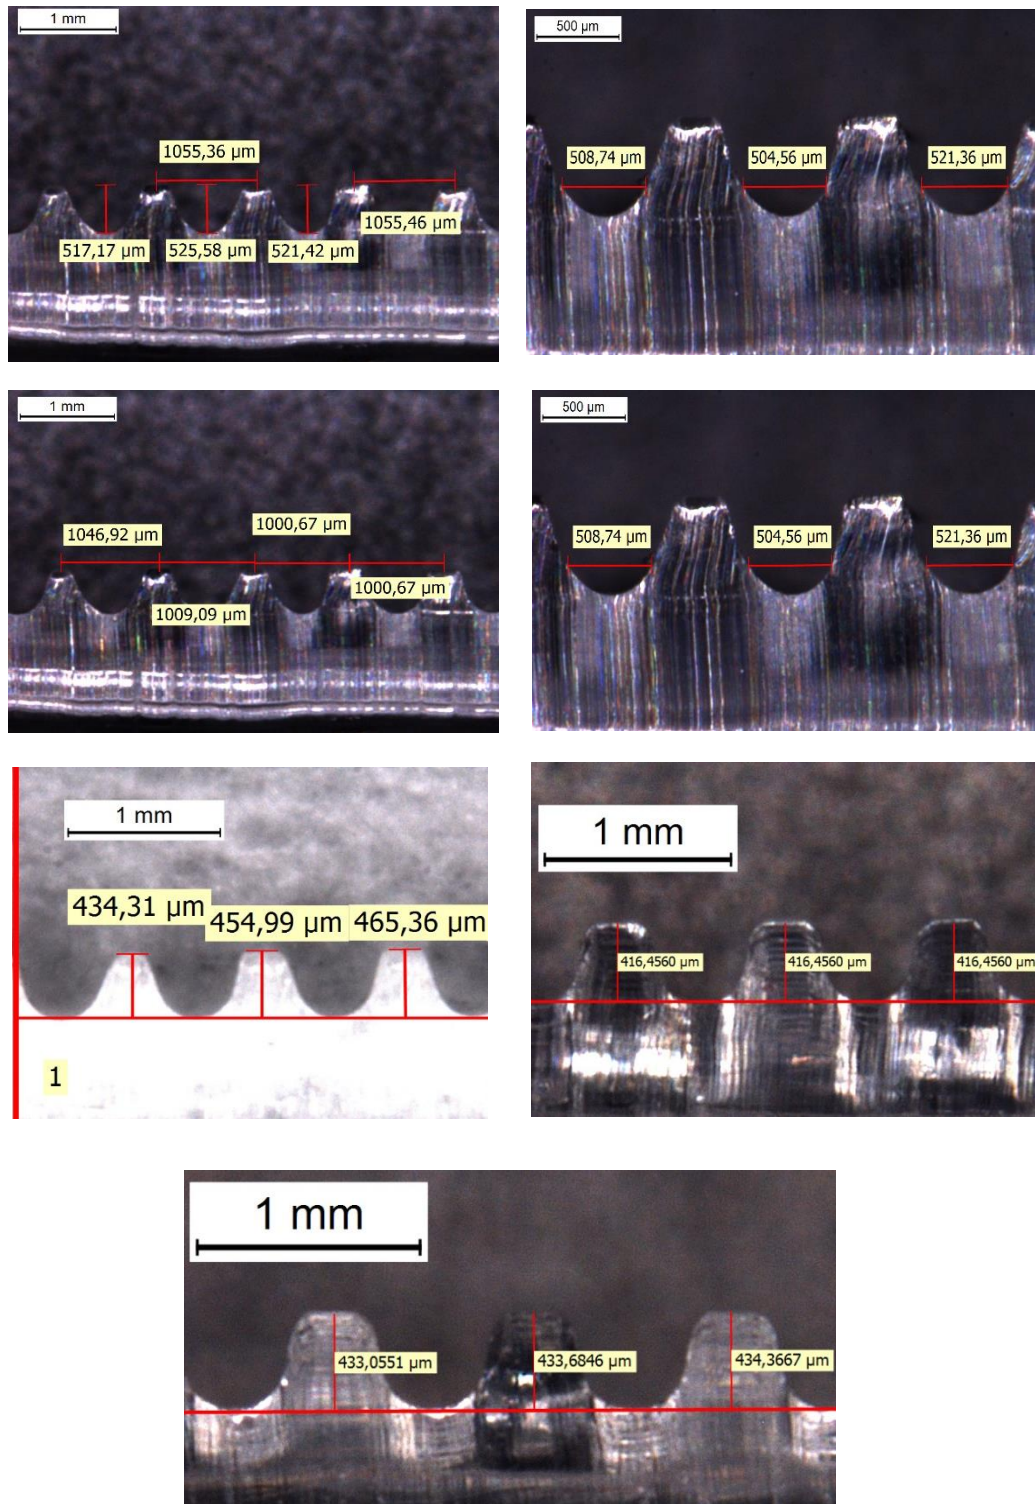 1 mm
1055,36 µm
1055,46 µm
517,17 µm
525,58 µm
521,42 µm
500 µm
508,74 µm
504,56 µm
521,36 µm
1 mm
1046,92 µm
1000,67 µm
1000,67 µm
1009,09 µm
500 µm
508,74 µm
504,56 µm
521,36 µm
1 mm
434,31 µm
454,99 µm
465,36 µm
1
1 mm
416,4560 µm
416,4560 µm
416,4560 µm
1 mm
433,0551 µm
433,6846 µm
434,3667 µm